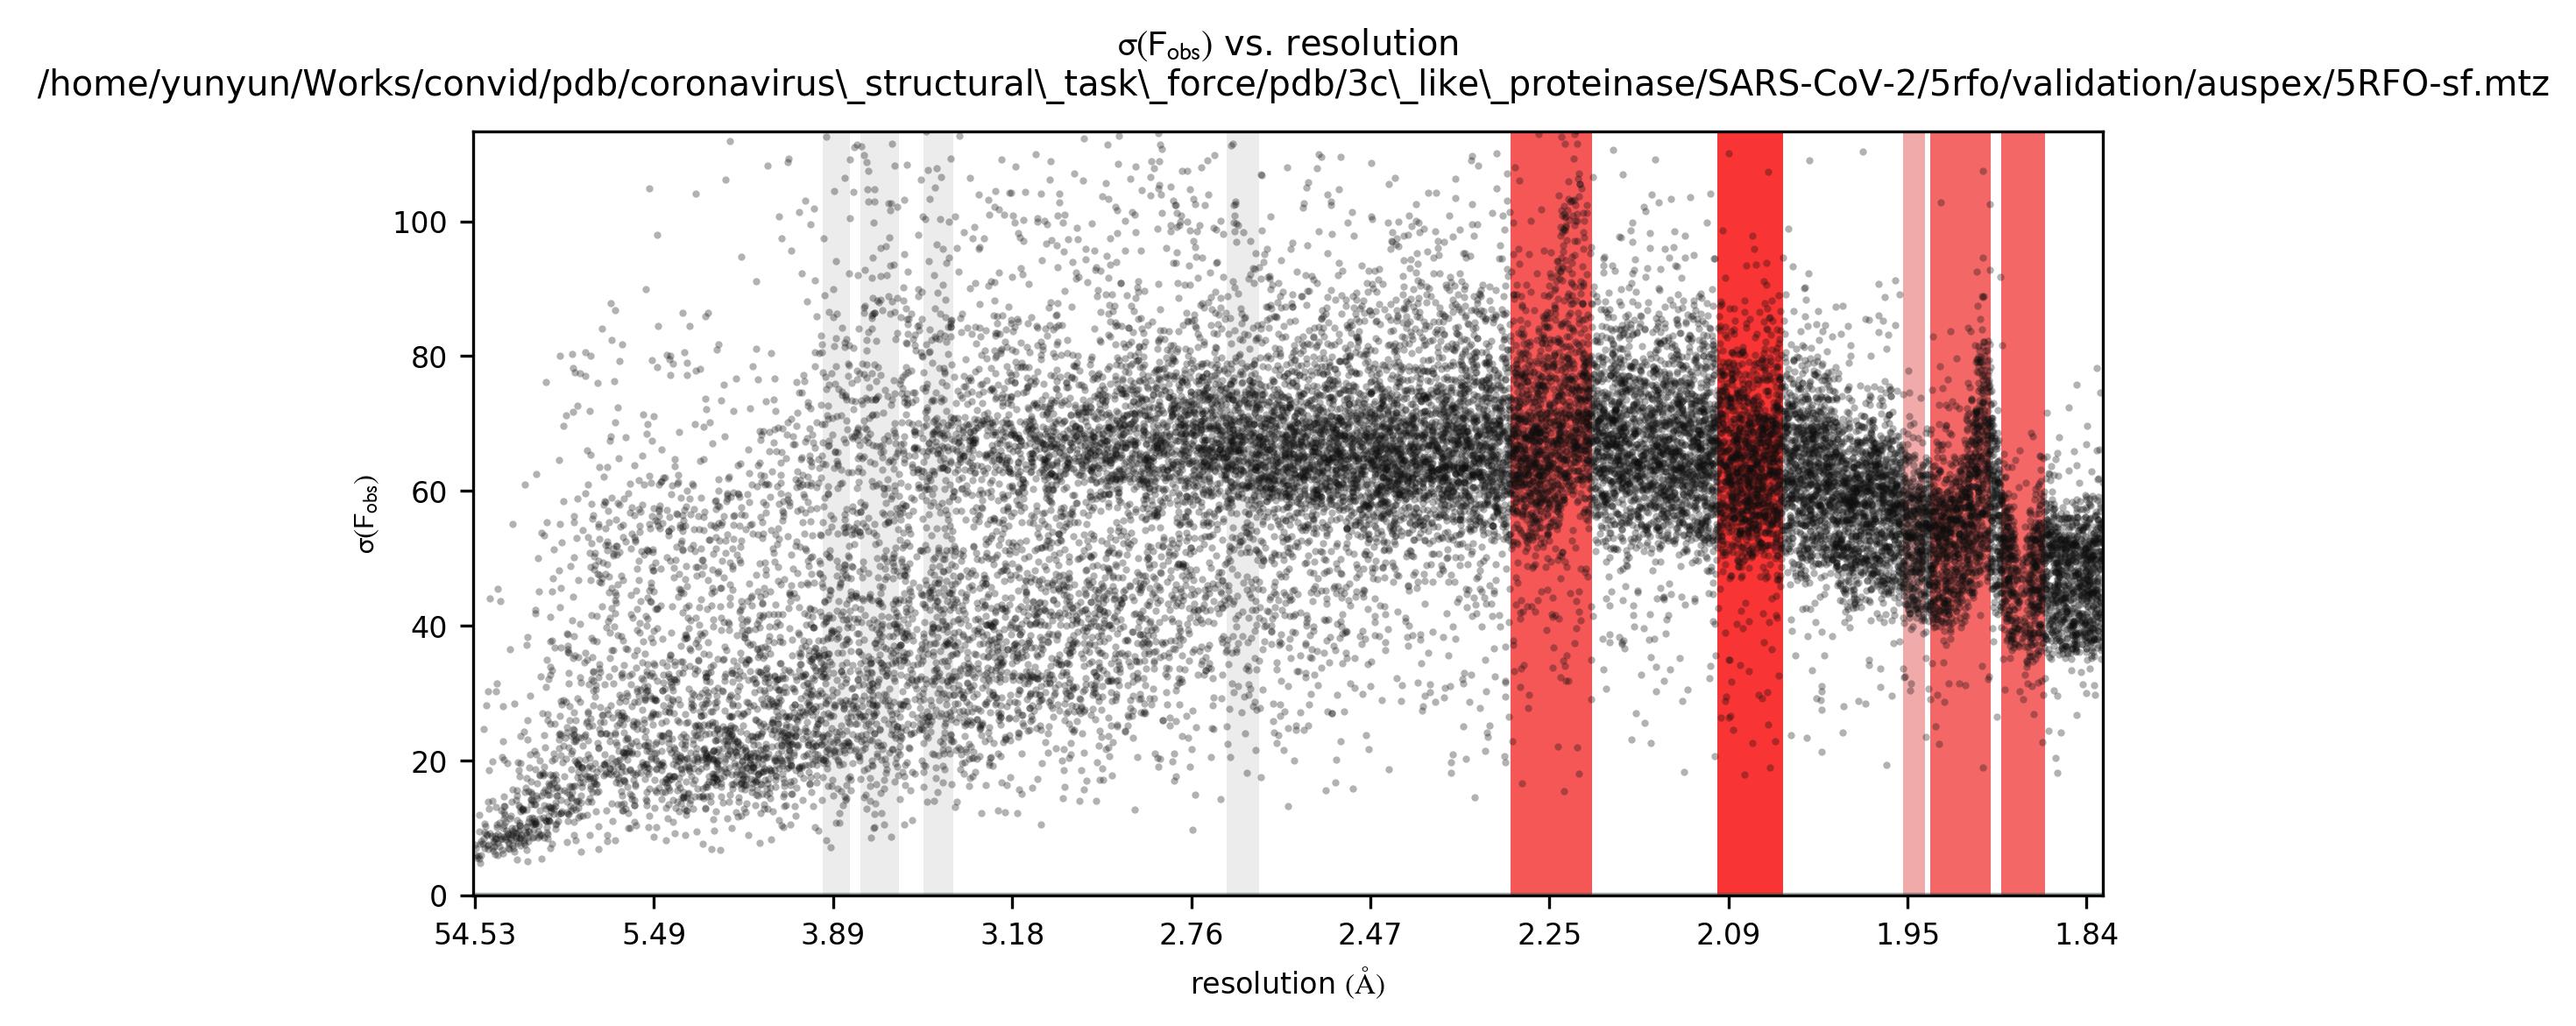 σ(Fobs) vs. resolution
/home/yunyun/Works/convid/pdb/coronavirus\_structural\_task\_force/pdb/3c\_like\_proteinase/SARS-CoV-2/5rfo/validation/auspex/5RFO-sf.mtz
100
80
60
40
20
0
σ(Fobs)
54.53 5.49 3.89 3.18 2.76 2.47 2.25 2.09 1.95 1.84
resolution (Å)